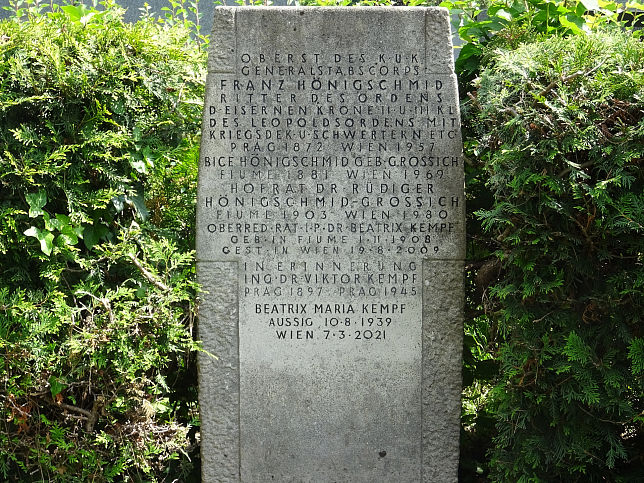 OBERST DES K·U·K·
GENERALSTABSCORPS
FRANZ HÖNIGSCHMID
RITTER DES ORDENS
D·EISERNEN KRONE II·U·III·KL·
DES LEOPOLDSORDENS MIT
KRIEGSDEK·U·SCHWERTERN ETC·
PRAG 1872 WIEN 1957
BICE HÖNIGSCHMID GEB·GROSSICH
FIUME 1881 WIEN 1969
HOFRAT DR·RÜDIGER
HÖNIGSCHMID-GROSSICH
FIUME 1903 WIEN 1980
OBERRED·RAT·I·P·DR·BEATRIX KEMPF
GEB·IN FIUME 1·11·1908
GEST·IN WIEN 19·8·2009
IN ERINNERUNG
ING·DR·VIKTOR KEMPF
PRAG 1897 · PRAG 1945
BEATRIX MARIA KEMPF
AUSSIG 10·8·1939
WIEN 7·3·2021